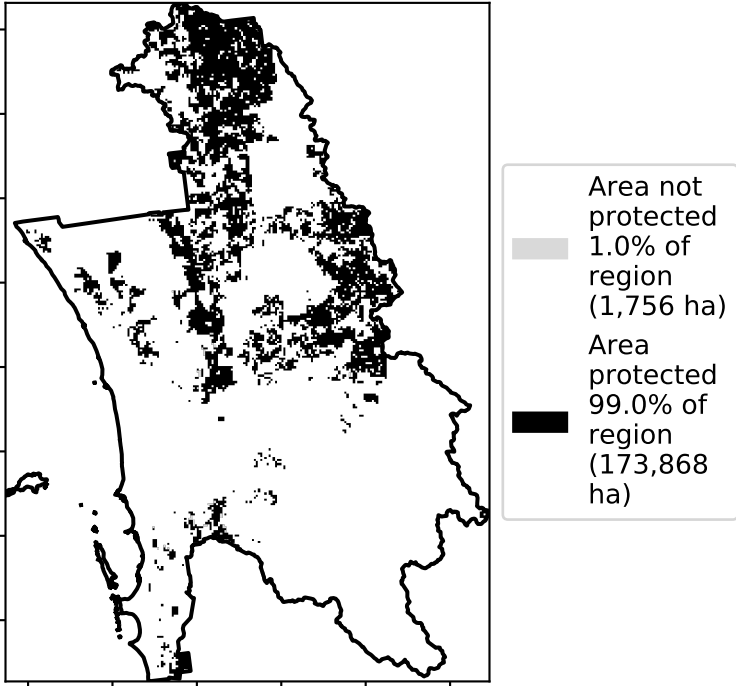 Area not
protected
1.0% of
region
(1,756 ha)
Area
protected
99.0% of
region
(173,868
ha)